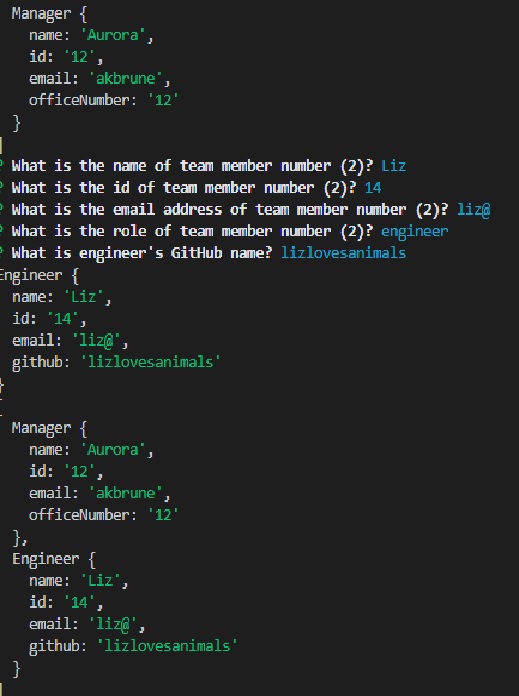 Manager {
name: 'Aurora',
id: '12',
email: 'akbrune',
officeNumber: '12'
}
]
? What is the name of team member number (2)? Liz
? What is the id of team member number (2)? 14
? What is the email address of team member number (2)? liz@
? What is the role of team member number (2)? engineer
? What is engineer's GitHub name? lizlovesanimals
Engineer {
name: 'Liz',
id: '14',
email: 'liz@',
github: 'lizlovesanimals'
}
[
Manager {
name: 'Aurora',
id: '12',
email: 'akbrune',
officeNumber: '12'
},
Engineer {
name: 'Liz',
id: '14',
email: 'liz@',
github: 'lizlovesanimals'
}
]